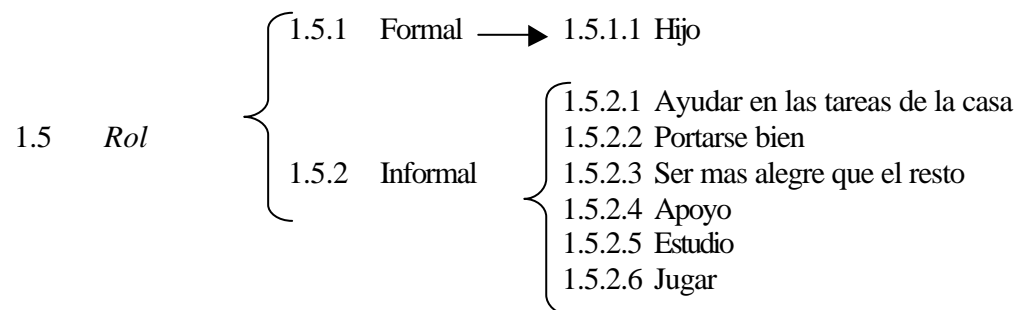 1.5.1 Formal 1.5.1.1 Hijo
1.5 Rol
1.5.2 Informal
1.5.2.1 Ayudar en las tareas de la casa
1.5.2.2 Portarse bien
1.5.2.3 Ser mas alegre que el resto
1.5.2.4 Apoyo
1.5.2.5 Estudio
1.5.2.6 Jugar